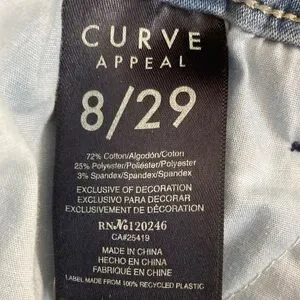 CURVE
APPEAL
8/29
72% Cotton/Algodón/Coton
25% Polyester/Poliéster/Polyester
3% Spandex/Spandex/Spandex
EXCLUSIVE OF DECORATION
EXCLUSIVO PARA DECORAR
EXCLUSIVEMENT DE DÉCORATION
RN№120246
CA#25419
MADE IN CHINA
HECHO EN CHINA
FABRIQUÉ EN CHINE
LABEL MADE FROM 100% RECYCLED PLASTIC